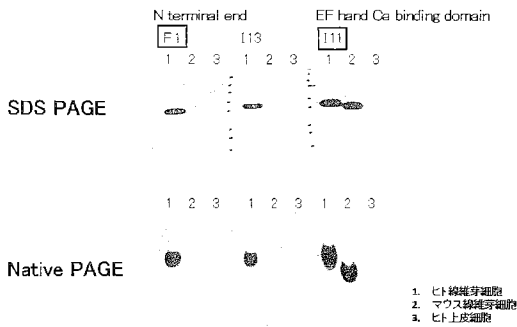 N terminal end EF hand Ca binding domain
F1 I13 I11
1 2 3 1 2 3 1 2 3
SDS PAGE
1 2 3 1 2 3 1 2 3
Native PAGE
1. ヒト線維芽細胞
2. マウス線維芽細胞
3. ヒト上皮細胞